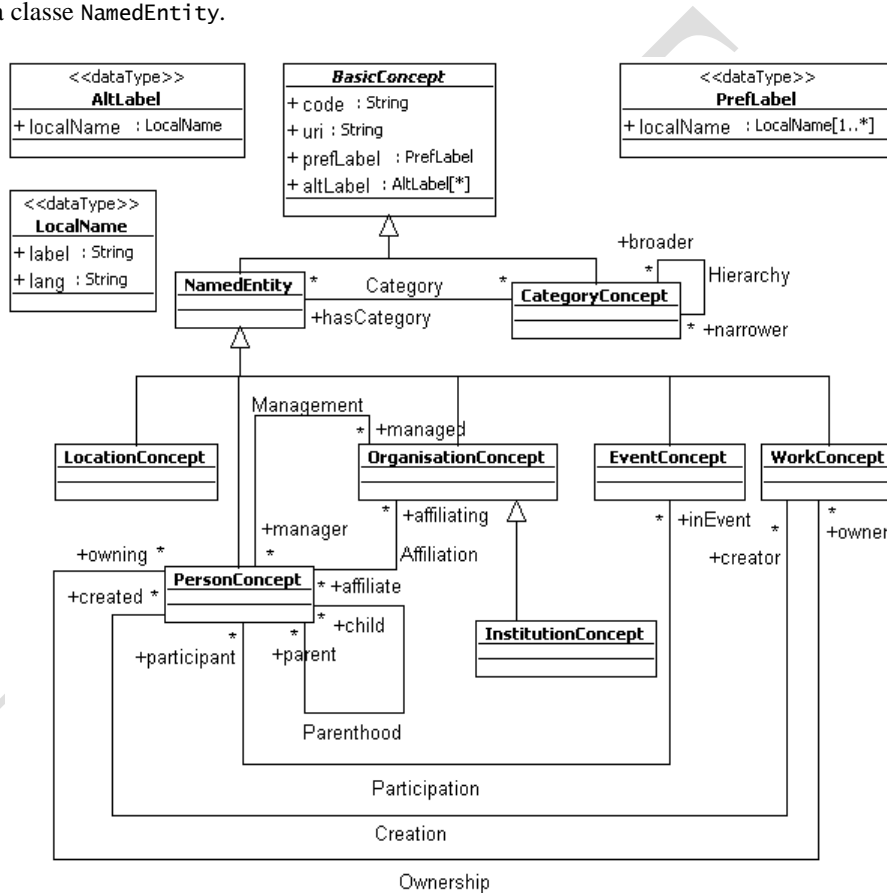 a classe NamedEntity.
<<dataType>>
AltLabel
+ localName : LocalName
BasicConcept
+ code : String
+ uri : String
+ prefLabel : PrefLabel
+ altLabel : AltLabel[*]
<<dataType>>
PrefLabel
+ localName : LocalName[1..*]
<<dataType>>
LocalName
+ label : String
+ lang : String
NamedEntity
*
Category
*
+hasCategory
CategoryConcept
+broader
*
Hierarchy
*
+narrower
Management
*
+managed
LocationConcept
OrganisationConcept
EventConcept
WorkConcept
*
+affiliating
*
+inEvent
*
+creator
*
+owner
+manager
*
Affiliation
+owning *
+created *
PersonConcept
* +affiliate
*
+child
*
+participant
*
+parent
InstitutionConcept
Parenthood
Participation
Creation
Ownership